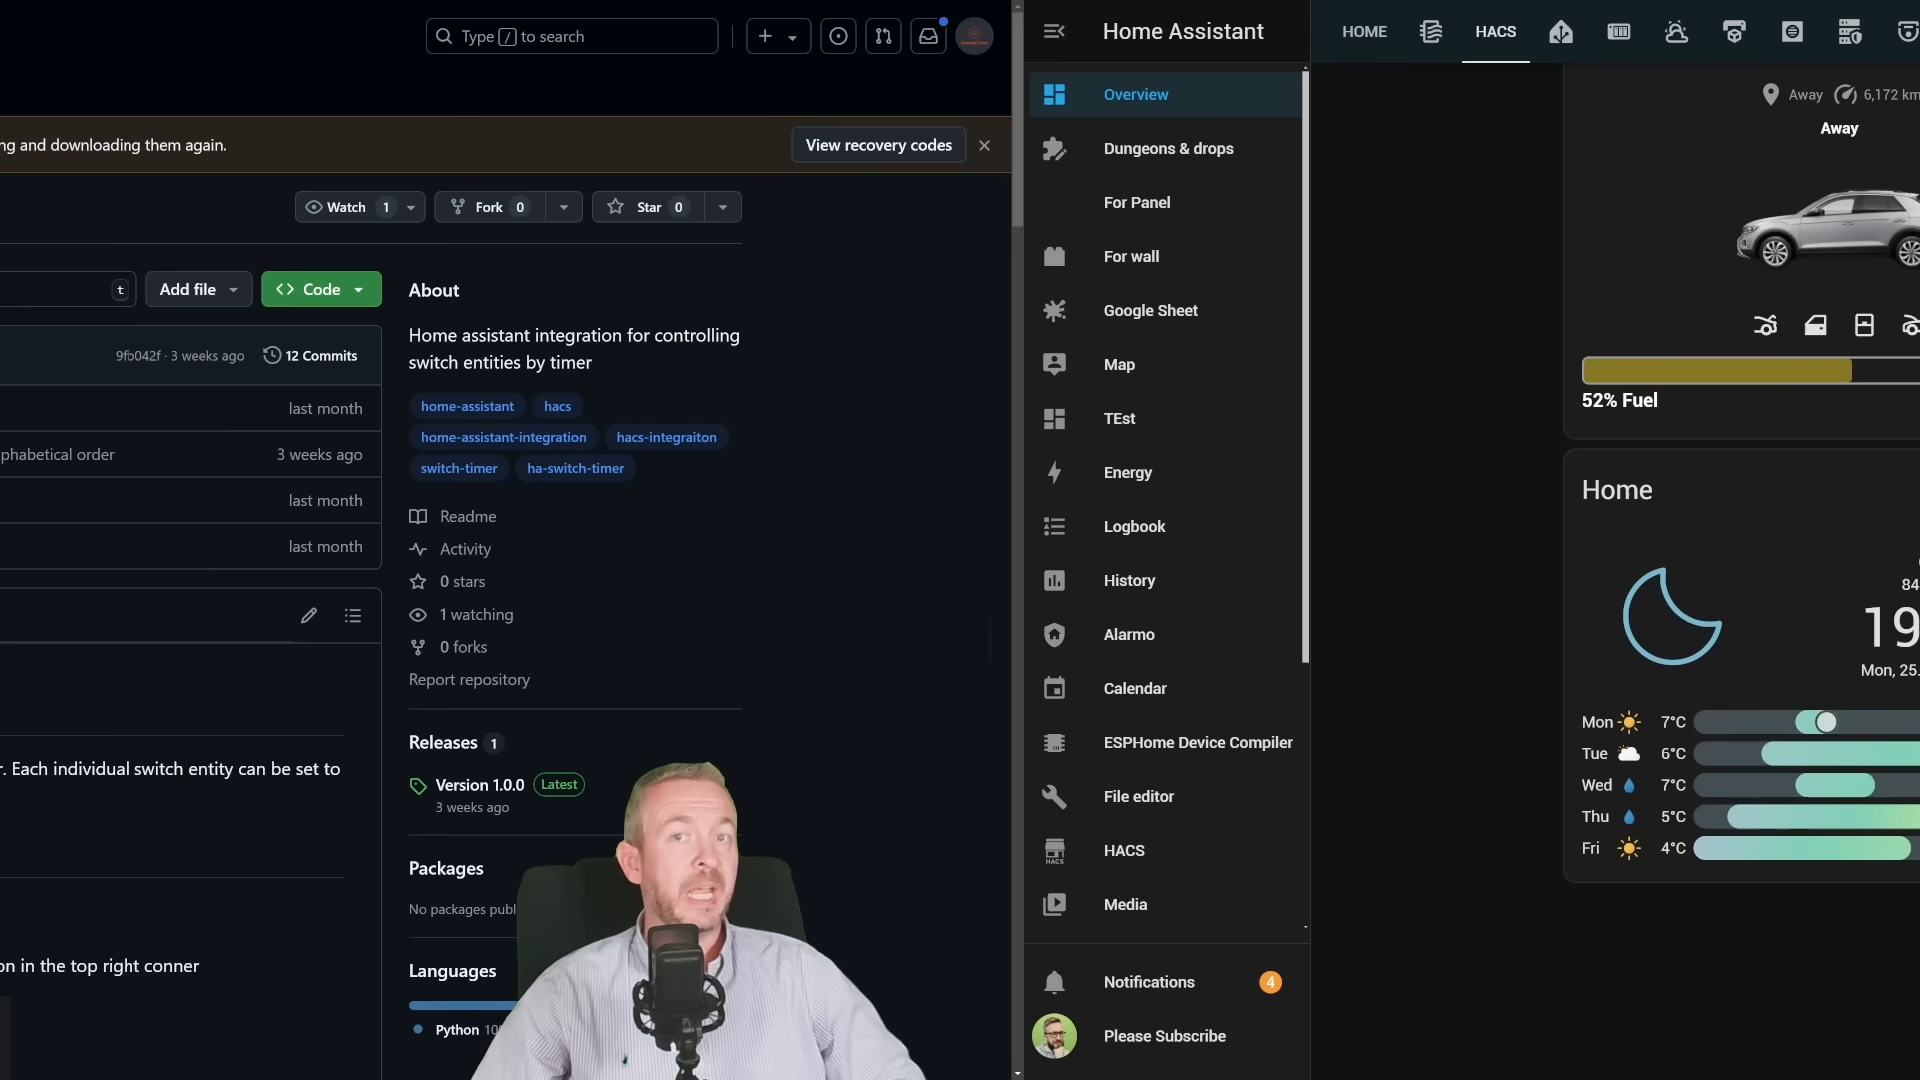 Type / to search
ng and downloading them again.
View recovery codes
Watch 1
Fork 0
Star 0
t
Add file
Code
9fb042f · 3 weeks ago
12 Commits
last month
phabetical order
3 weeks ago
last month
last month
r. Each individual switch entity can be set to
on in the top right conner
About
Home assistant integration for controlling
switch entities by timer
home-assistant
hacs
home-assistant-integration
hacs-integraiton
switch-timer
ha-switch-timer
Readme
Activity
0 stars
1 watching
0 forks
Report repository
Releases 1
Version 1.0.0
Latest
3 weeks ago
Packages
No packages publ
Languages
Python 10
Home Assistant
Overview
Dungeons & drops
For Panel
For wall
Google Sheet
Map
TEst
Energy
Logbook
History
Alarmo
Calendar
ESPHome Device Compiler
File editor
HACS
HACS
Media
Notifications
4
Please Subscribe
HOME
HACS
Away
6,172 km
Away
52% Fuel
Home
84
19
Mon, 25.
Mon 7°C
Tue 6°C
Wed 7°C
Thu 5°C
Fri 4°C